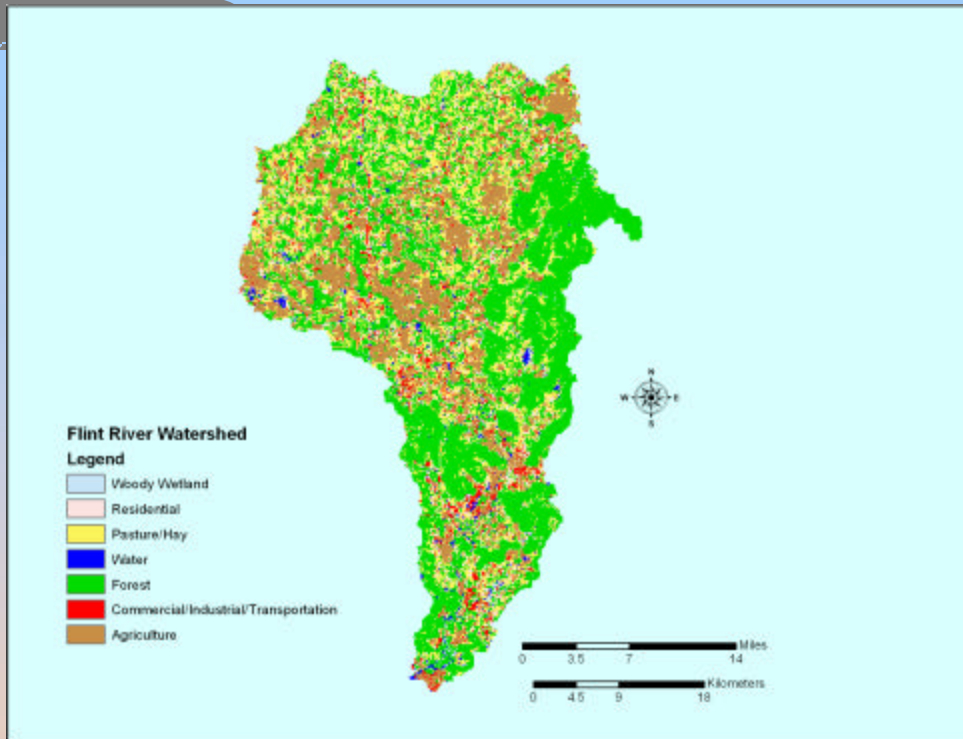 N
W E
S
Flint River Watershed
Legend
Woody Wetland
Residential
Pasture/Hay
Water
Forest
Commercial/Industrial/Transportation
Agriculture
Miles
0 3.5 7 14
Kilometers
0 4.5 9 18